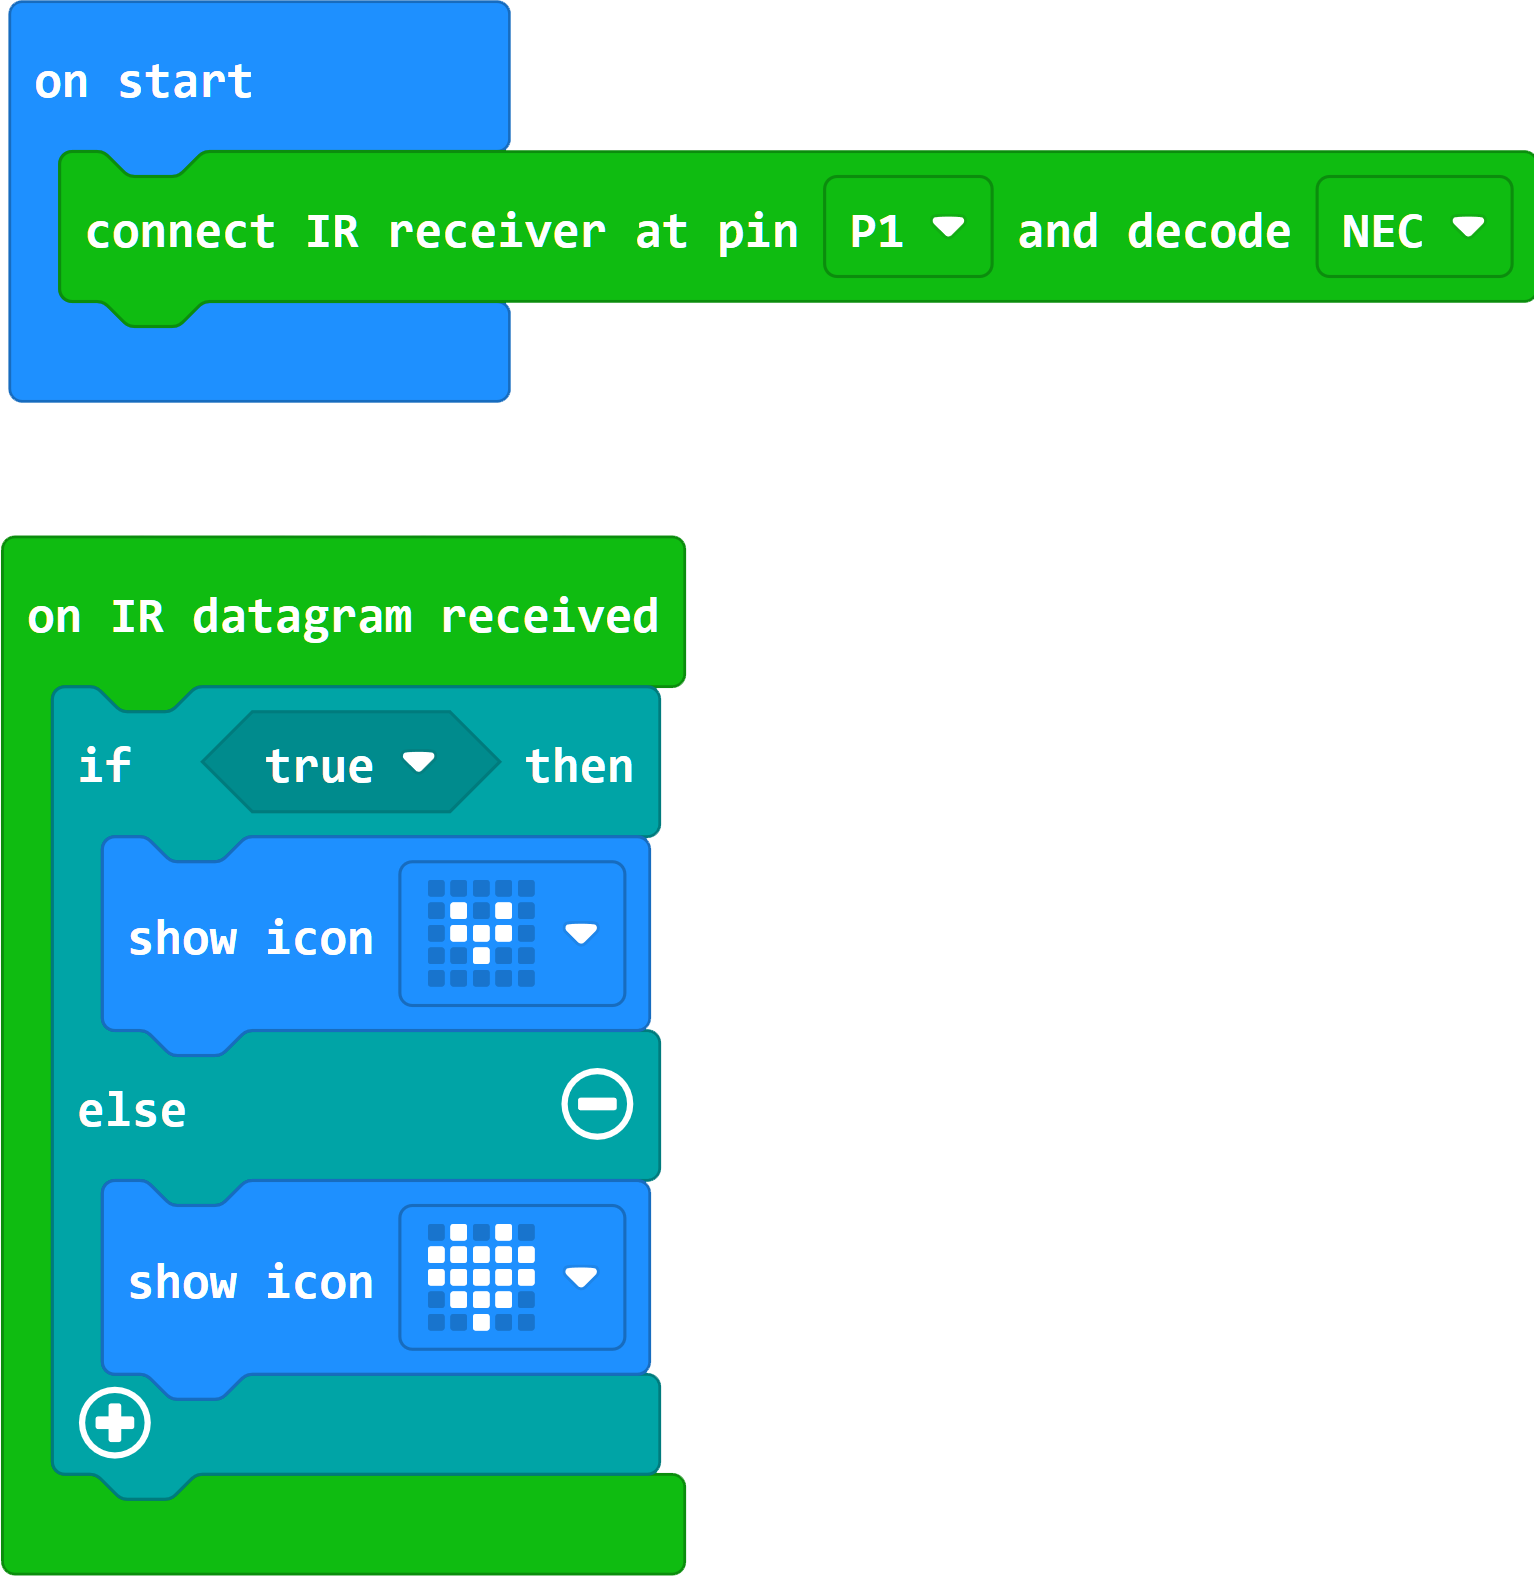 on start
connect IR receiver at pin P1 and decode NEC
on IR datagram received
if true then
show icon
else
show icon